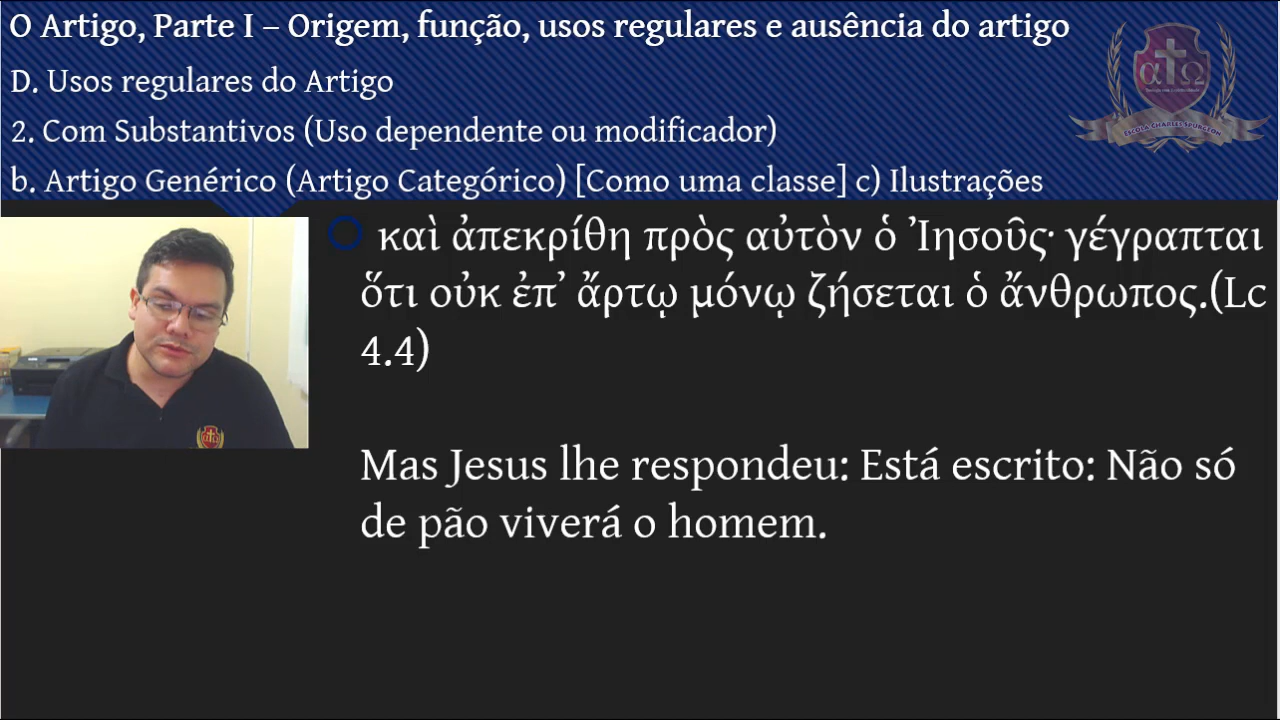 O Artigo, Parte I – Origem, função, usos regulares e ausência do artigo
D. Usos regulares do Artigo
2. Com Substantivos (Uso dependente ou modificador)
b. Artigo Genérico (Artigo Categórico) [Como uma classe] c) Ilustrações
καὶ ἀπεκρίθη πρὸς αὐτὸν ὁ Ἰησοῦς· γέγραπται
ὅτι οὐκ ἐπ’ ἄρτῳ μόνῳ ζήσεται ὁ ἄνθρωπος.(Lc
4.4)
Mas Jesus lhe respondeu: Está escrito: Não só
de pão viverá o homem.
α Ω
ESCOLA CHARLES SPURGEON